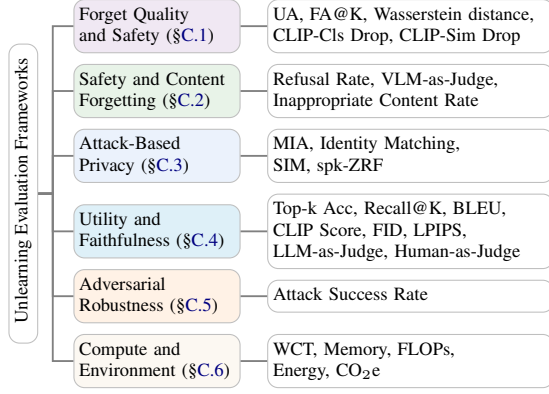 Unlearning Evaluation Frameworks
Forget Quality
and Safety (§C.1)
UA, FA@K, Wasserstein distance,
CLIP-Cls Drop, CLIP-Sim Drop
Safety and Content
Forgetting (§C.2)
Refusal Rate, VLM-as-Judge,
Inappropriate Content Rate
Attack-Based
Privacy (§C.3)
MIA, Identity Matching,
SIM, spk-ZRF
Utility and
Faithfulness (§C.4)
Top-k Acc, Recall@K, BLEU,
CLIP Score, FID, LPIPS,
LLM-as-Judge, Human-as-Judge
Adversarial
Robustness (§C.5)
Attack Success Rate
Compute and
Environment (§C.6)
WCT, Memory, FLOPs,
Energy, CO₂e